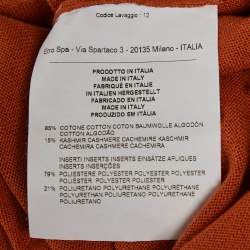 Codice Lavaggio : 12
Etro Spa - Via Spartaco 3 - 20135 Milano - ITALIA
PRODOTTO IN ITALIA
MADE IN ITALY
FABRIQUÉ EN ITALIE
IN ITALIEN HERGESTELLT
FABRICADO EN ITALIA
MADE IN ITALY
PRODUZIDO EM ITÁLIA
85% COTONE COTTON COTON BAUMWOLLE ALGODÓN
COTTON ALGODÃO
15% KASHMIR CASHMERE CACHEMIRE KASCHMIR
CACHEMIRA CASHMERE CACHEMIRA
INSERTI INSERTS INSERTS EINSÄTZE APLIQUES
INSERTS INSERÇÕES
79% POLIESTERE POLYESTER POLYESTER POLYESTER
POLIESTER POLYESTER POLIESTER
21% POLIURETANO POLYURETHANE POLYURÉTHANE
POLYURETHAN POLIURETANO POLYURETHANE
POLIURETANO